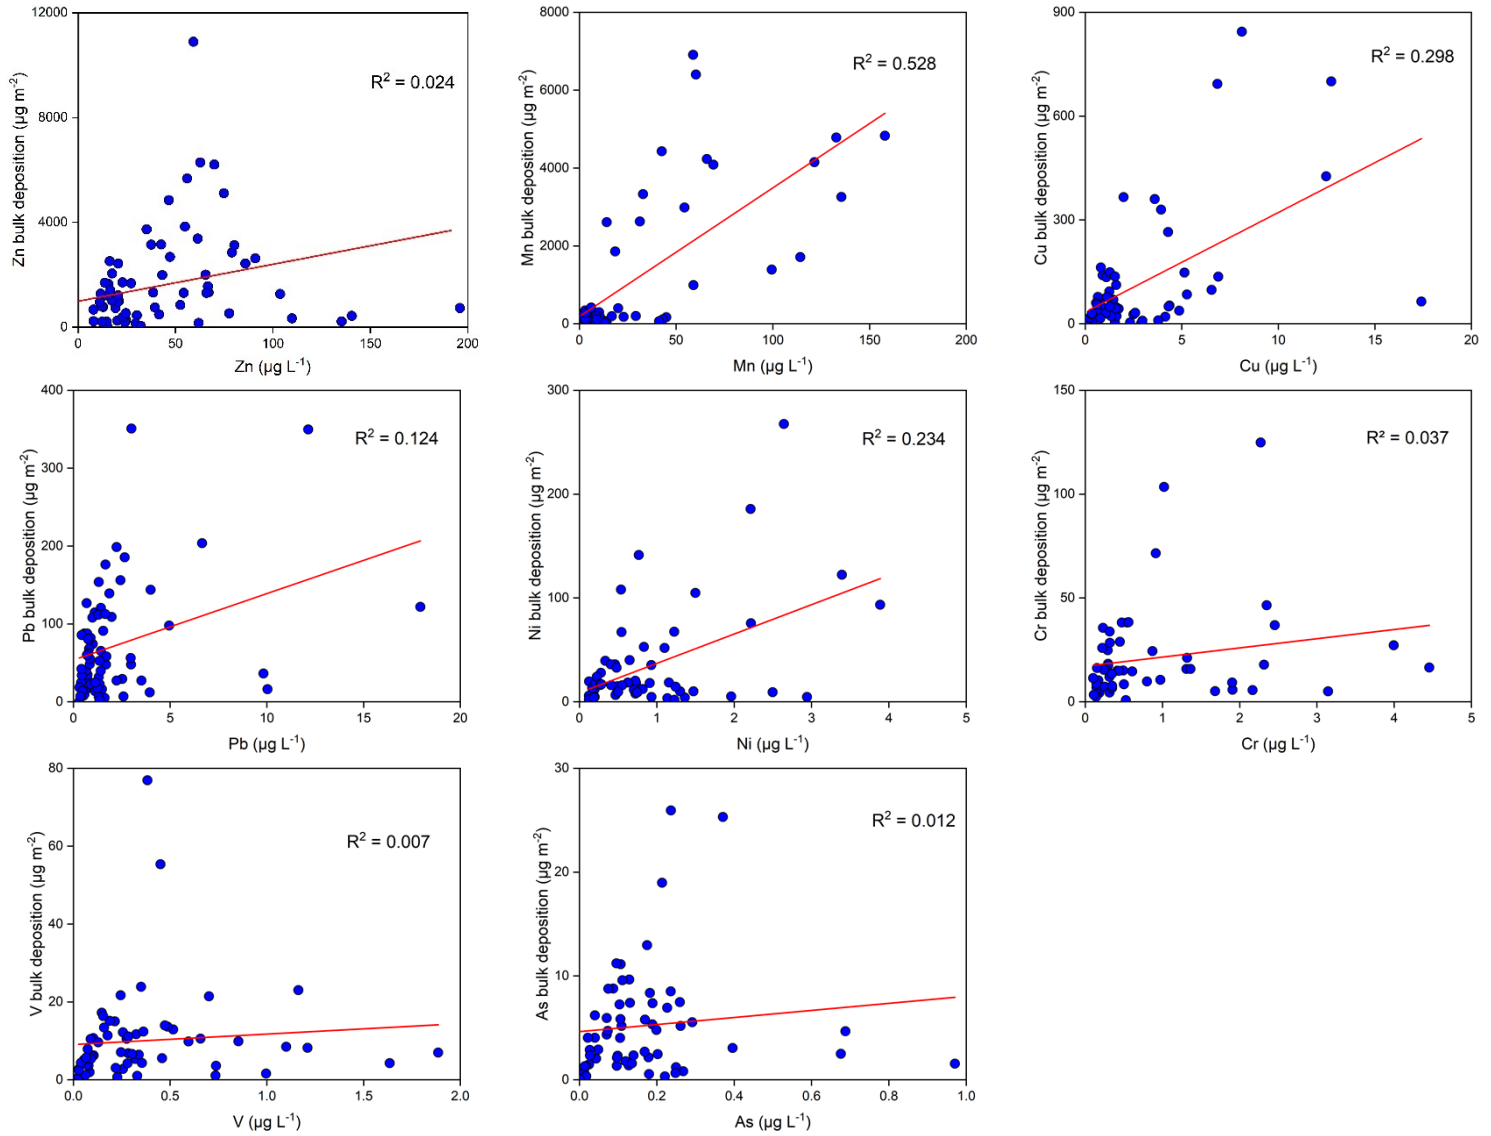 12000
8000
4000
0
Zn bulk deposition (µg m⁻²)
R² = 0.024
0 50 100 150 200
Zn (µg L⁻¹)
8000
6000
4000
2000
0
Mn bulk deposition (µg m⁻²)
R² = 0.528
0 50 100 150 200
Mn (µg L⁻¹)
900
600
300
0
Cu bulk deposition (µg m⁻²)
R² = 0.298
0 5 10 15 20
Cu (µg L⁻¹)
400
300
200
100
0
Pb bulk deposition (µg m⁻²)
R² = 0.124
0 5 10 15 20
Pb (µg L⁻¹)
300
200
100
0
Ni bulk deposition (µg m⁻²)
R² = 0.234
0 1 2 3 4 5
Ni (µg L⁻¹)
150
100
50
0
Cr bulk deposition (µg m⁻²)
R² = 0.037
0 1 2 3 4 5
Cr (µg L⁻¹)
80
60
40
20
0
V bulk deposition (µg m⁻²)
R² = 0.007
0.0 0.5 1.0 1.5 2.0
V (µg L⁻¹)
30
20
10
0
As bulk deposition (µg m⁻²)
R² = 0.012
0.0 0.2 0.4 0.6 0.8 1.0
As (µg L⁻¹)